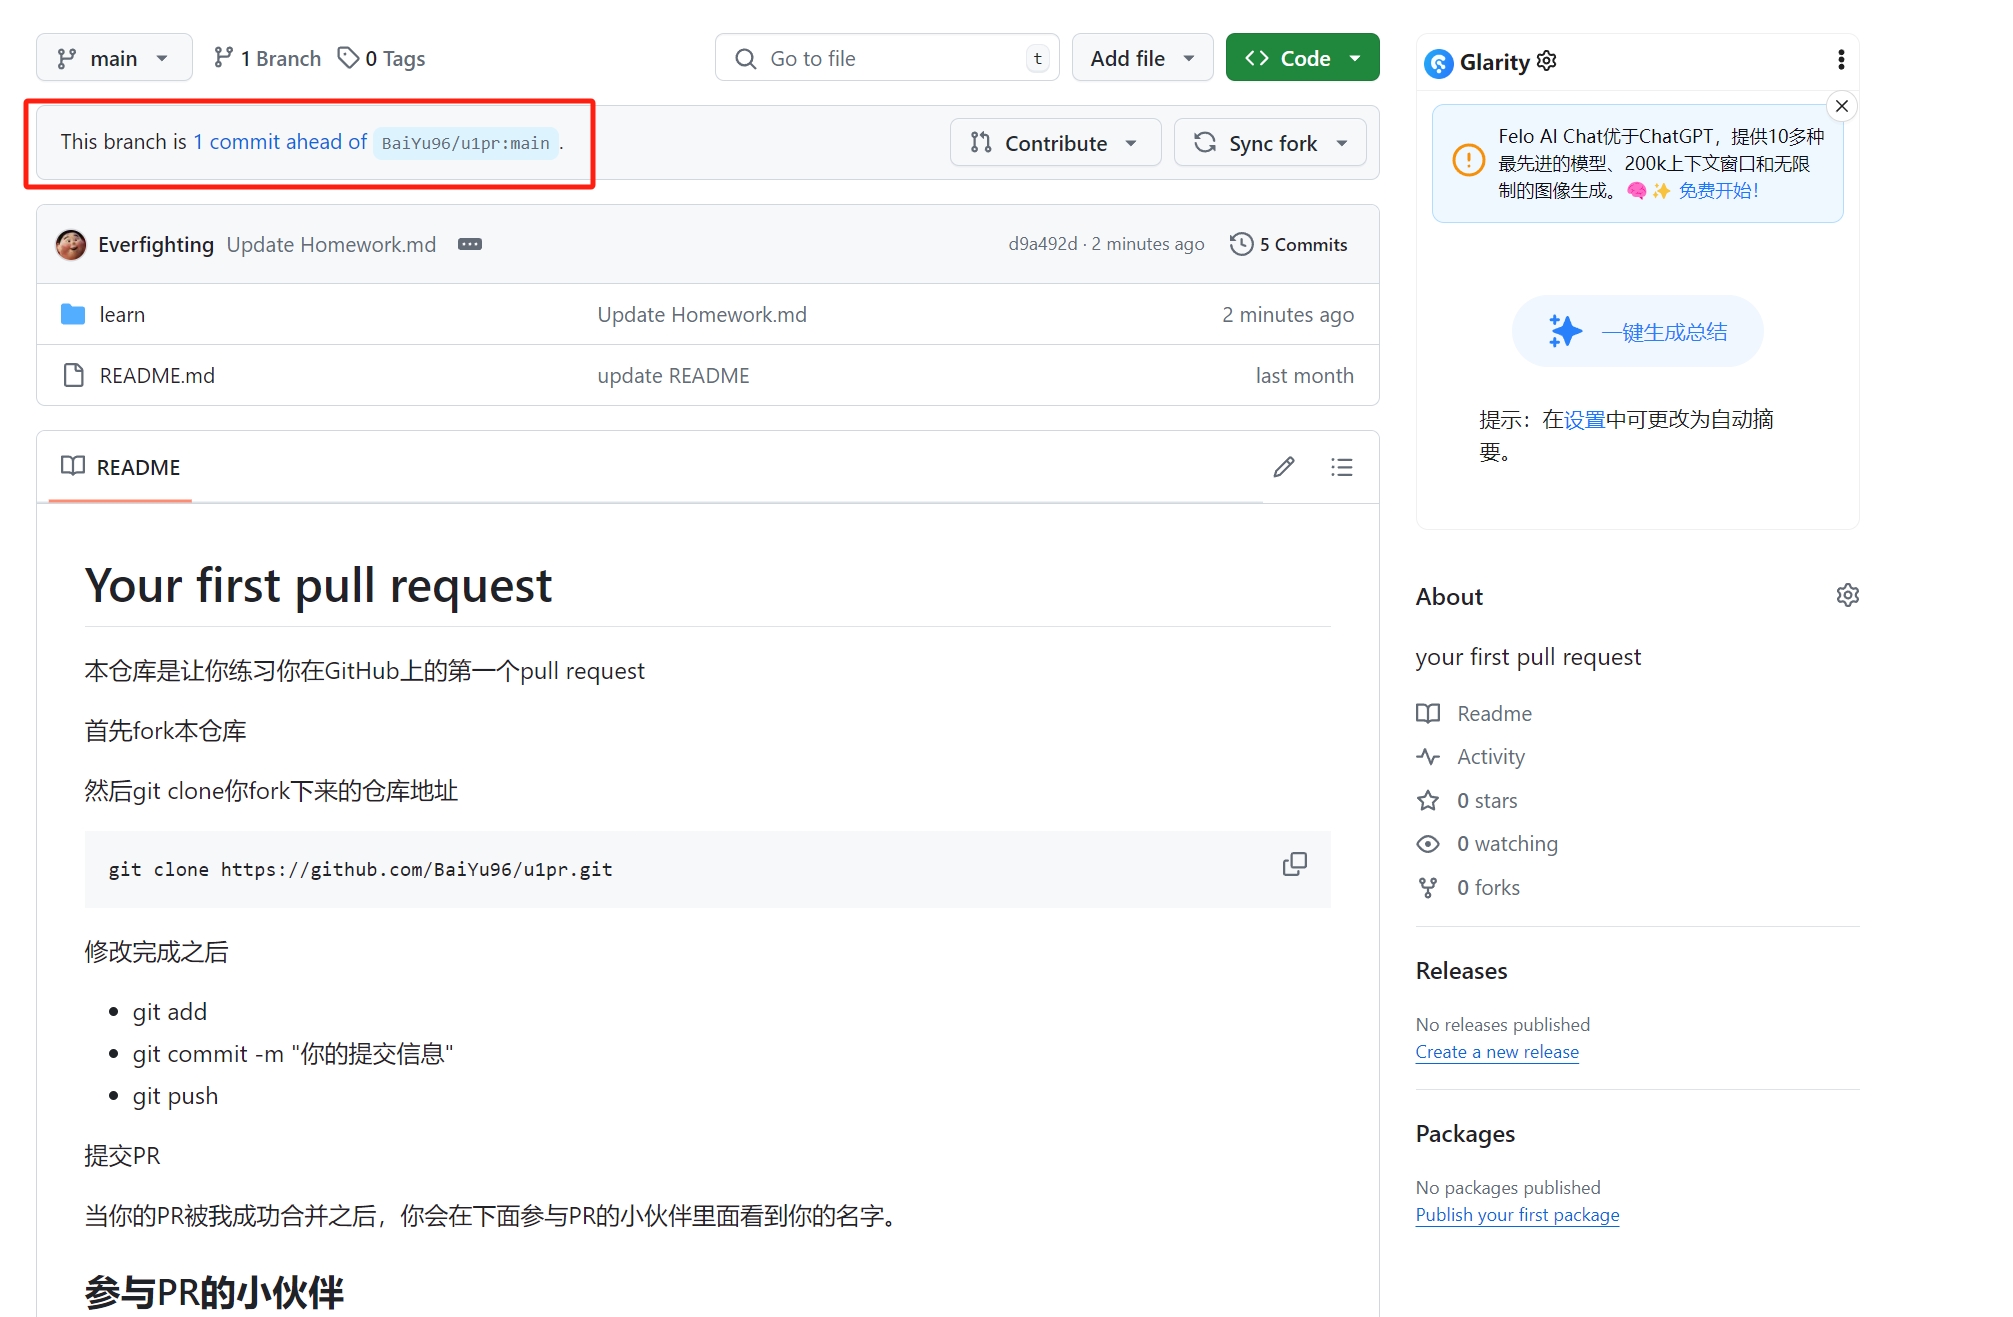 main
1 Branch
0 Tags
Go to file
t
Add file
Code
This branch is 1 commit ahead of BaiYu96/u1pr:main .
Contribute
Sync fork
Everfighting Update Homework.md
d9a492d · 2 minutes ago
5 Commits
learn
Update Homework.md
2 minutes ago
README.md
update README
last month
README
Your first pull request
本仓库是让你练习你在GitHub上的第一个pull request
首先fork本仓库
然后git clone你fork下来的仓库地址
git clone https://github.com/BaiYu96/u1pr.git
修改完成之后
git add
git commit -m "你的提交信息"
git push
提交PR
当你的PR被我成功合并之后，你会在下面参与PR的小伙伴里面看到你的名字。
参与PR的小伙伴
Glarity
Felo AI Chat优于ChatGPT，提供10多种
最先进的模型、200k上下文窗口和无限
制的图像生成。🧠✨ 免费开始！
一键生成总结
提示：在设置中可更改为自动摘
要。
About
your first pull request
Readme
Activity
0 stars
0 watching
0 forks
Releases
No releases published
Create a new release
Packages
No packages published
Publish your first package